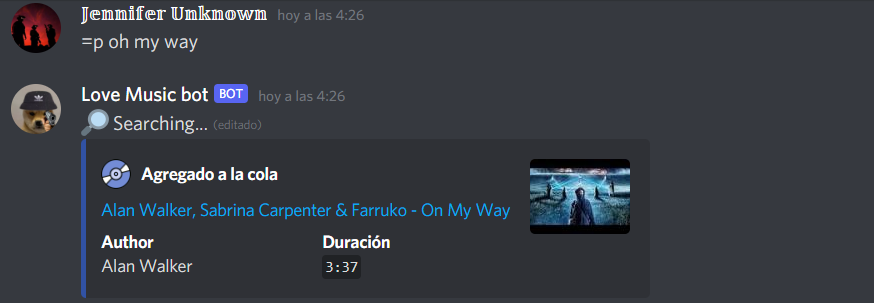 Jennifer Unknown hoy a las 4:26
=p oh my way
Love Music bot BOT hoy a las 4:26
Searching... (editado)
Agregado a la cola
Alan Walker, Sabrina Carpenter & Farruko - On My Way
Author Duración
Alan Walker 3:37